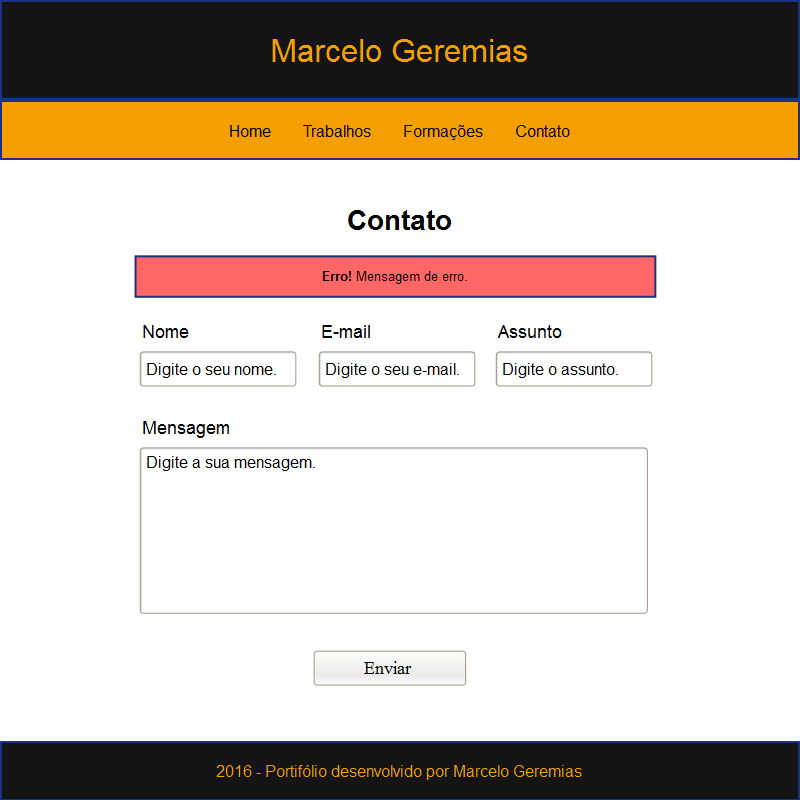 Marcelo Geremias
Home Trabalhos Formações Contato
Contato
Erro! Mensagem de erro.
Nome E-mail Assunto
Digite o seu nome. Digite o seu e-mail. Digite o assunto.
Mensagem
Digite a sua mensagem.
Enviar
2016 - Portifólio desenvolvido por Marcelo Geremias